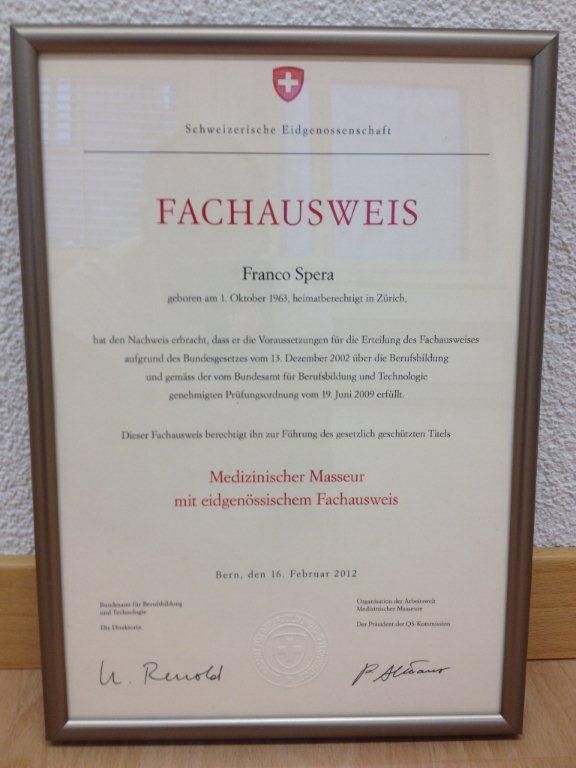 Schweizerische Eidgenossenschaft
FACHAUSWEIS
Franco Spera
geboren am 1. Oktober 1963, heimatberechtigt in Zürich,
hat den Nachweis erbracht, dass er die Voraussetzungen für die Erteilung des Fachausweises
aufgrund des Bundesgesetzes vom 13. Dezember 2002 über die Berufsbildung
und gemäss der vom Bundesamt für Berufsbildung und Technologie
genehmigten Prüfungsordnung vom 19. Juni 2009 erfüllt.
Dieser Fachausweis berechtigt ihn zur Führung des gesetzlich geschützten Titels
Medizinischer Masseur
mit eidgenössischem Fachausweis
Bern, den 16. Februar 2012
Bundesamt für Berufsbildung
und Technologie
Die Direktorin
Organisation der Arbeitswelt
Medizinischer Masseure
Der Präsident der QS-Kommission
U. Renold